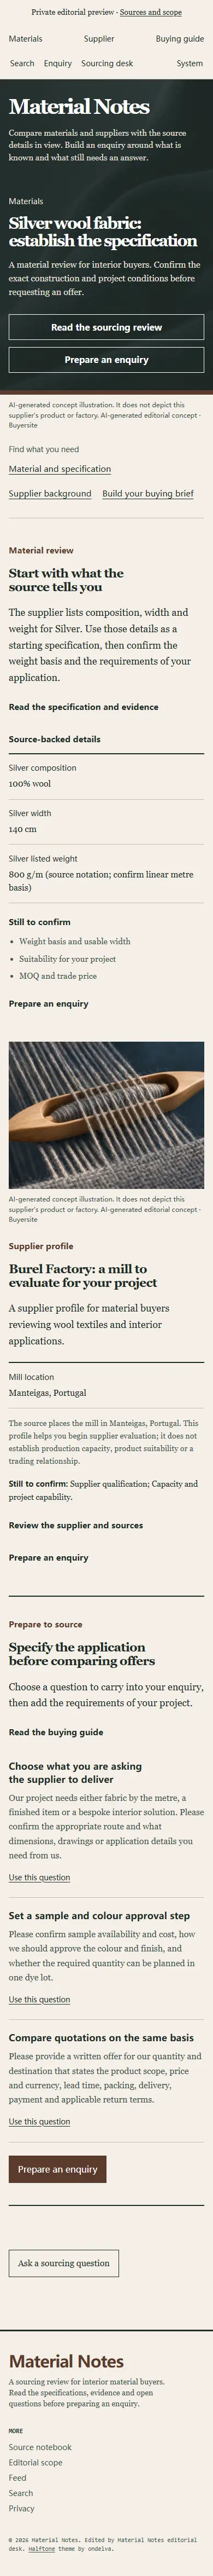 Private editorial preview · Sources and scope
Materials Supplier Buying guide
Search Enquiry Sourcing desk System
Material Notes
Compare materials and suppliers with the source
details in view. Build an enquiry around what is
known and what still needs an answer.
Materials
Silver wool fabric:
establish the specification
A material review for interior buyers. Confirm the
exact construction and project conditions before
requesting an offer.
Read the sourcing review
Prepare an enquiry
AI-generated concept illustration. It does not depict this
supplier's product or factory. AI-generated editorial concept ·
Buyersite
Find what you need
Material and specification
Supplier background Build your buying brief
Material review
Start with what the
source tells you
The supplier lists composition, width and
weight for Silver. Use those details as a
starting specification, then confirm the
weight basis and the requirements of your
application.
Read the specification and evidence
Source-backed details
Silver composition
100% wool
Silver width
140 cm
Silver listed weight
800 g/m (source notation; confirm linear metre
basis)
Still to confirm
• Weight basis and usable width
• Suitability for your project
• MOQ and trade price
Prepare an enquiry
AI-generated concept illustration. It does not depict this
supplier's product or factory. AI-generated editorial concept ·
Buyersite
Supplier profile
Burel Factory: a mill to
evaluate for your project
A supplier profile for material buyers
reviewing wool textiles and interior
applications.
Mill location
Manteigas, Portugal
The source places the mill in Manteigas, Portugal. This
profile helps you begin supplier evaluation; it does not
establish production capacity, product suitability or a
trading relationship.
Still to confirm: Supplier qualification; Capacity and
project capability.
Review the supplier and sources
Prepare an enquiry
Prepare to source
Specify the application
before comparing offers
Choose a question to carry into your enquiry,
then add the requirements of your project.
Read the buying guide
Choose what you are asking
the supplier to deliver
Our project needs either fabric by the metre, a
finished item or a bespoke interior solution. Please
confirm the appropriate route and what
dimensions, drawings or application details you
need from us.
Use this question
Set a sample and colour approval step
Please confirm sample availability and cost, how
we should approve the colour and finish, and
whether the required quantity can be planned in
one dye lot.
Use this question
Compare quotations on the same basis
Please provide a written offer for our quantity and
destination that states the product scope, price
and currency, lead time, packing, delivery,
payment and applicable return terms.
Use this question
Prepare an enquiry
Ask a sourcing question
Material Notes
A sourcing review for interior material buyers.
Read the specifications, evidence and open
questions before preparing an enquiry.
MORE
Source notebook
Editorial scope
Feed
Search
Privacy
© 2026 Material Notes. Edited by Material Notes editorial
desk. Halftone theme by ondelva.